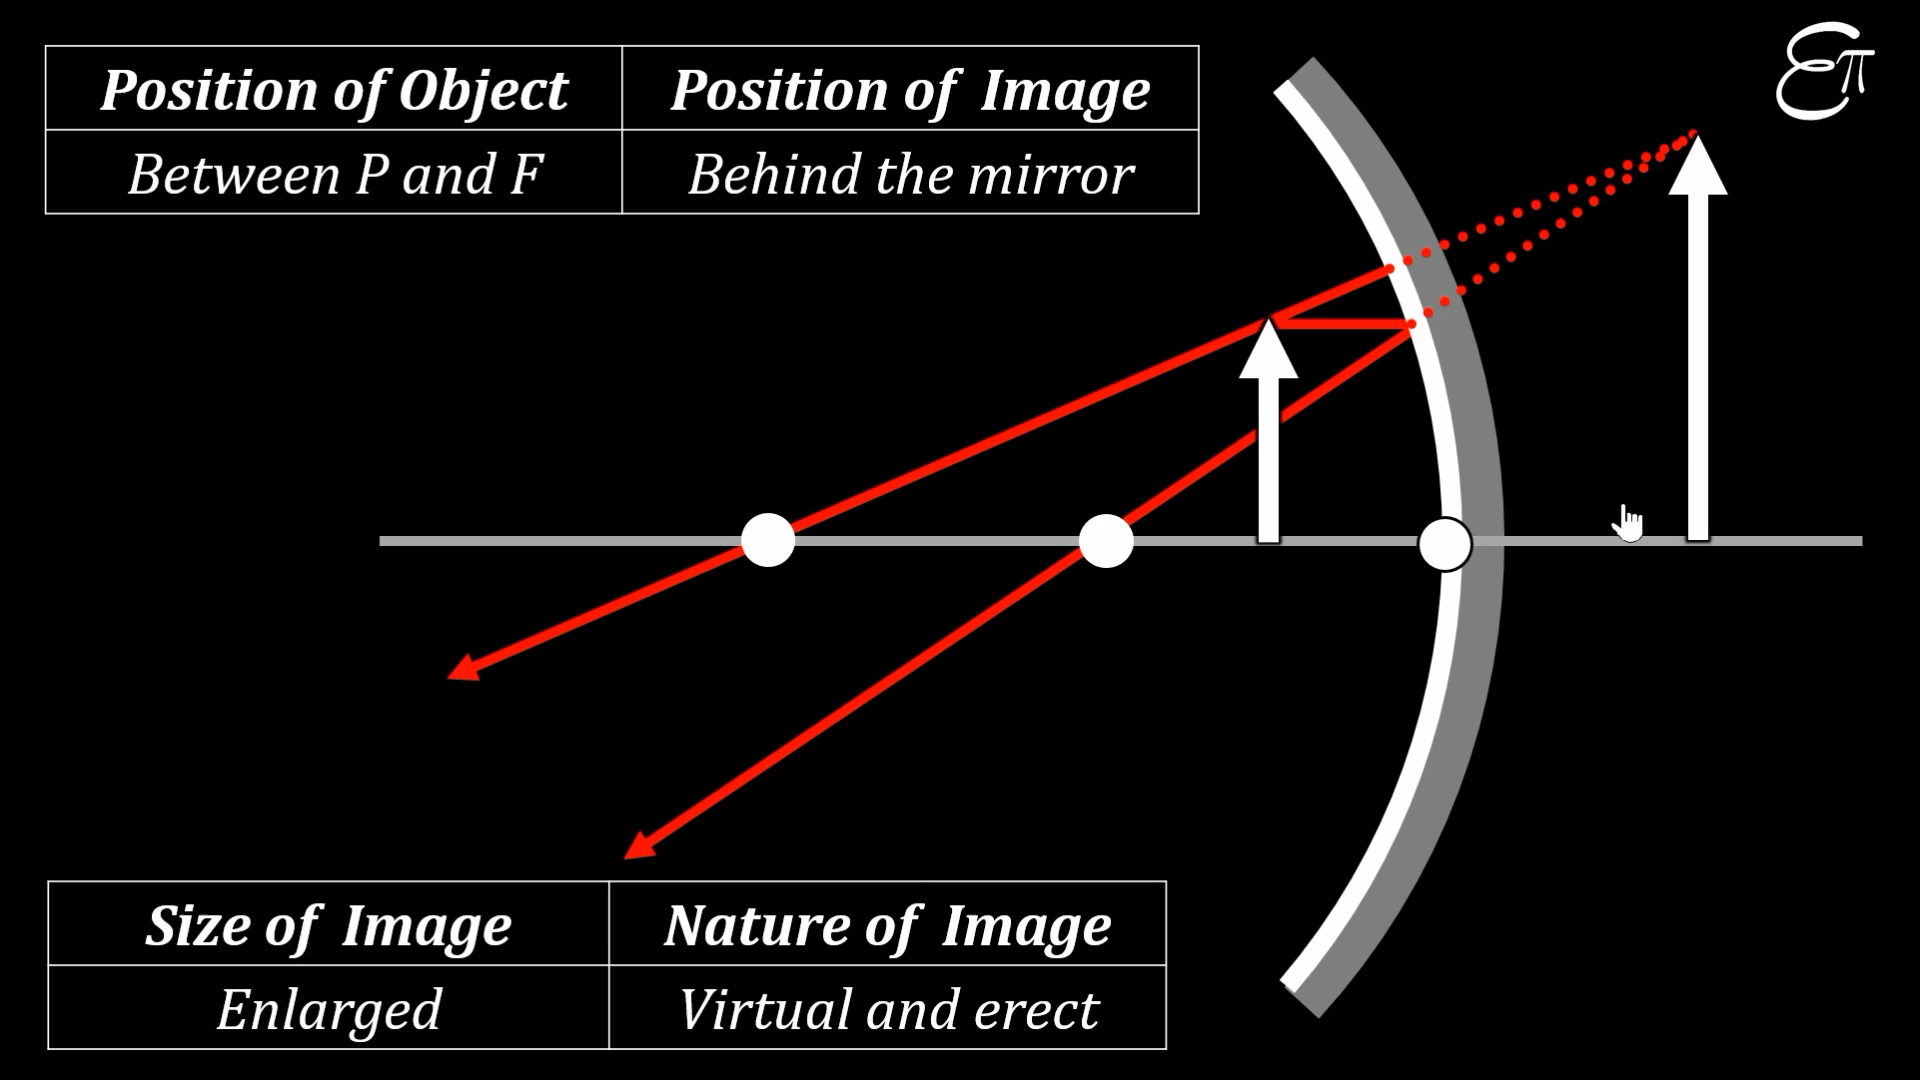 Position of Object
Position of Image
Between P and F
Behind the mirror
Size of Image
Nature of Image
Enlarged
Virtual and erect
Eπ